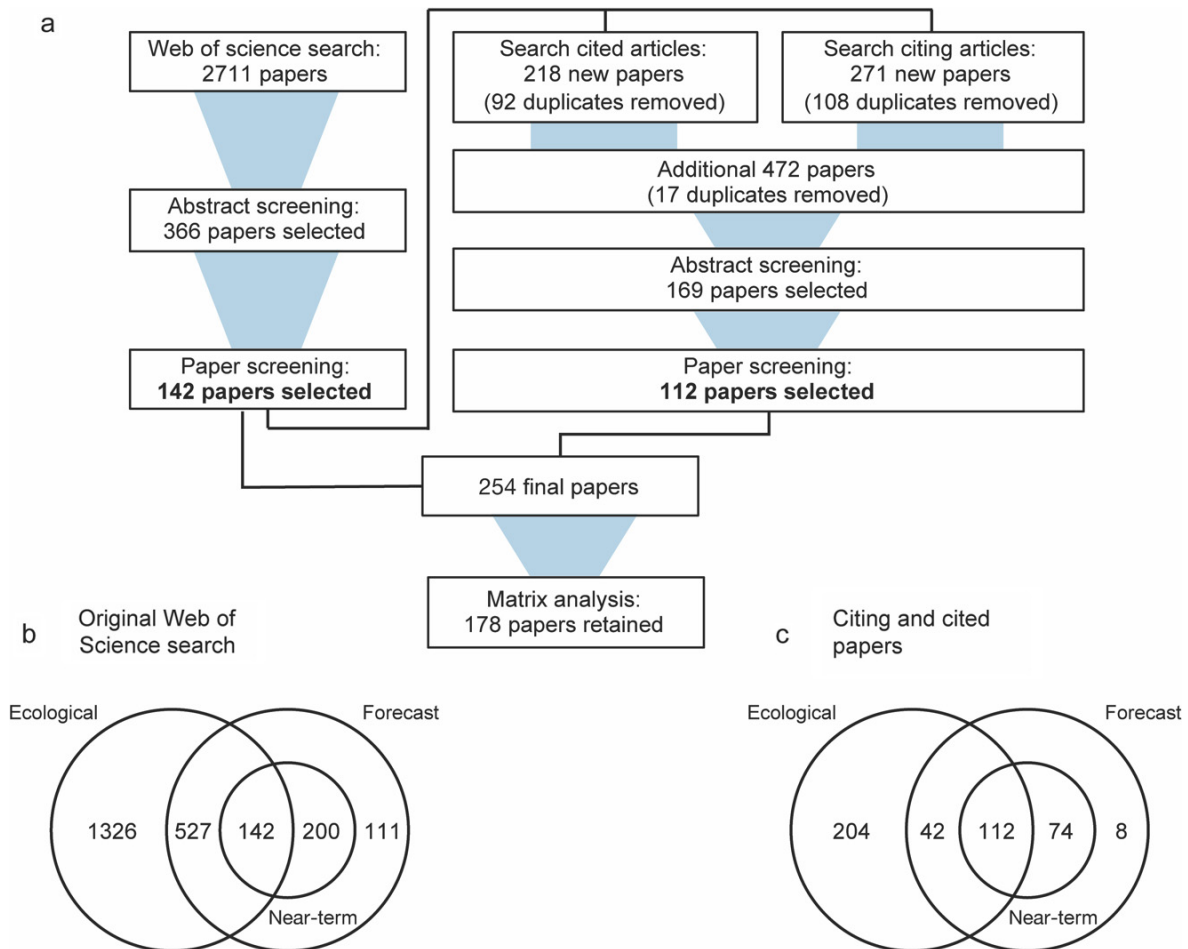 a
Web of science search:
2711 papers
Search cited articles:
218 new papers
(92 duplicates removed)
Search citing articles:
271 new papers
(108 duplicates removed)
Additional 472 papers
(17 duplicates removed)
Abstract screening:
366 papers selected
Abstract screening:
169 papers selected
Paper screening:
142 papers selected
Paper screening:
112 papers selected
254 final papers
Matrix analysis:
178 papers retained
b
Original Web of
Science search
Ecological
Forecast
1326
527
142
200
111
Near-term
c
Citing and cited
papers
Ecological
Forecast
204
42
112
74
8
Near-term